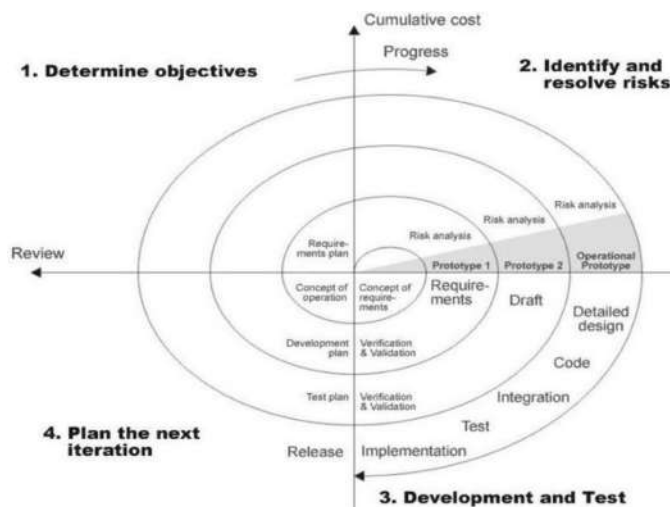 Cumulative cost
Progress
1. Determine objectives
2. Identify and
resolve risks
Review
Require-
ments plan
Risk analysis
Risk analysis
Risk analysis
Prototype 1
Prototype 2
Operational
Prototype
Concept of
operation
Concept of
require-
ments
Require-
ments
Draft
Detailed
design
Development
plan
Verification
& Validation
Code
Test plan
Verification
& Validation
Integration
Test
4. Plan the next
iteration
Release
Implementation
3. Development and Test